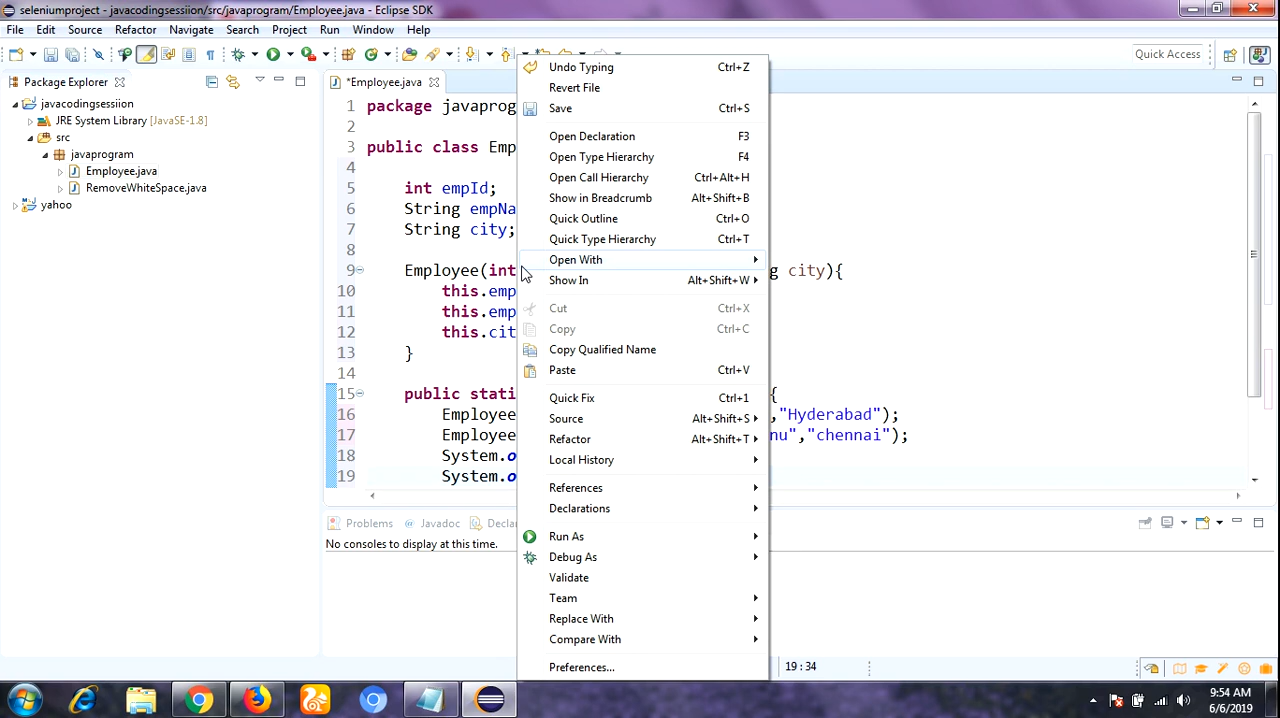 seleniumproject - javacodingsessiion/src/javaprogram/Employee.java - Eclipse SDK
File Edit Source Refactor Navigate Search Project Run Window Help
Quick Access
Package Explorer
*Employee.java
javacodingsessiion
JRE System Library [JavaSE-1.8]
src
javaprogram
Employee.java
RemoveWhiteSpace.java
yahoo
1 package javaprog
2
3 public class Emp
4
5 int empId;
6 String empNa
7 String city;
8
9 Employee(int g city){
10 this.emp
11 this.emp
12 this.cit
13 }
14
15 public stati {
16 Employee ,"Hyderabad");
17 Employee nu","chennai");
18 System.o
19 System.o
Undo Typing Ctrl+Z
Revert File
Save Ctrl+S
Open Declaration F3
Open Type Hierarchy F4
Open Call Hierarchy Ctrl+Alt+H
Show in Breadcrumb Alt+Shift+B
Quick Outline Ctrl+O
Quick Type Hierarchy Ctrl+T
Open With
Show In Alt+Shift+W
Cut Ctrl+X
Copy Ctrl+C
Copy Qualified Name
Paste Ctrl+V
Quick Fix Ctrl+1
Source Alt+Shift+S
Refactor Alt+Shift+T
Local History
References
Declarations
Run As
Debug As
Validate
Team
Replace With
Compare With
Preferences...
Problems @ Javadoc Declar
No consoles to display at this time.
19 : 34
9:54 AM
6/6/2019